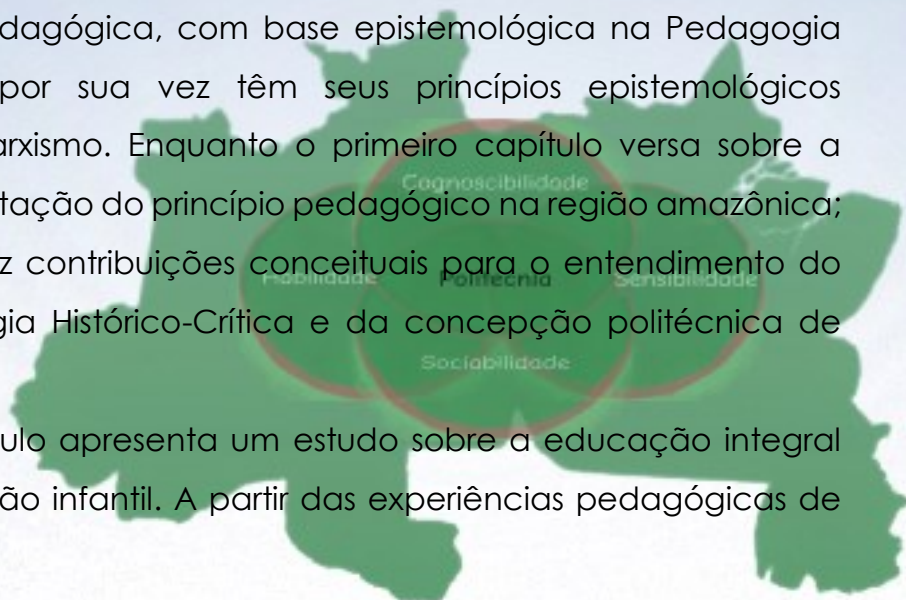 dagógica, com base epistemológica na Pedagogia
por sua vez têm seus princípios epistemológicos
arxismo. Enquanto o primeiro capítulo versa sobre a
Cognoscibilidade
tação do princípio pedagógico na região amazônica;
z contribuições conceituais para o entendimento do
Habilidade Politecnia Sensibilidade
gia Histórico-Crítica e da concepção politécnica de
Sociabilidade
ulo apresenta um estudo sobre a educação integral
ão infantil. A partir das experiências pedagógicas de